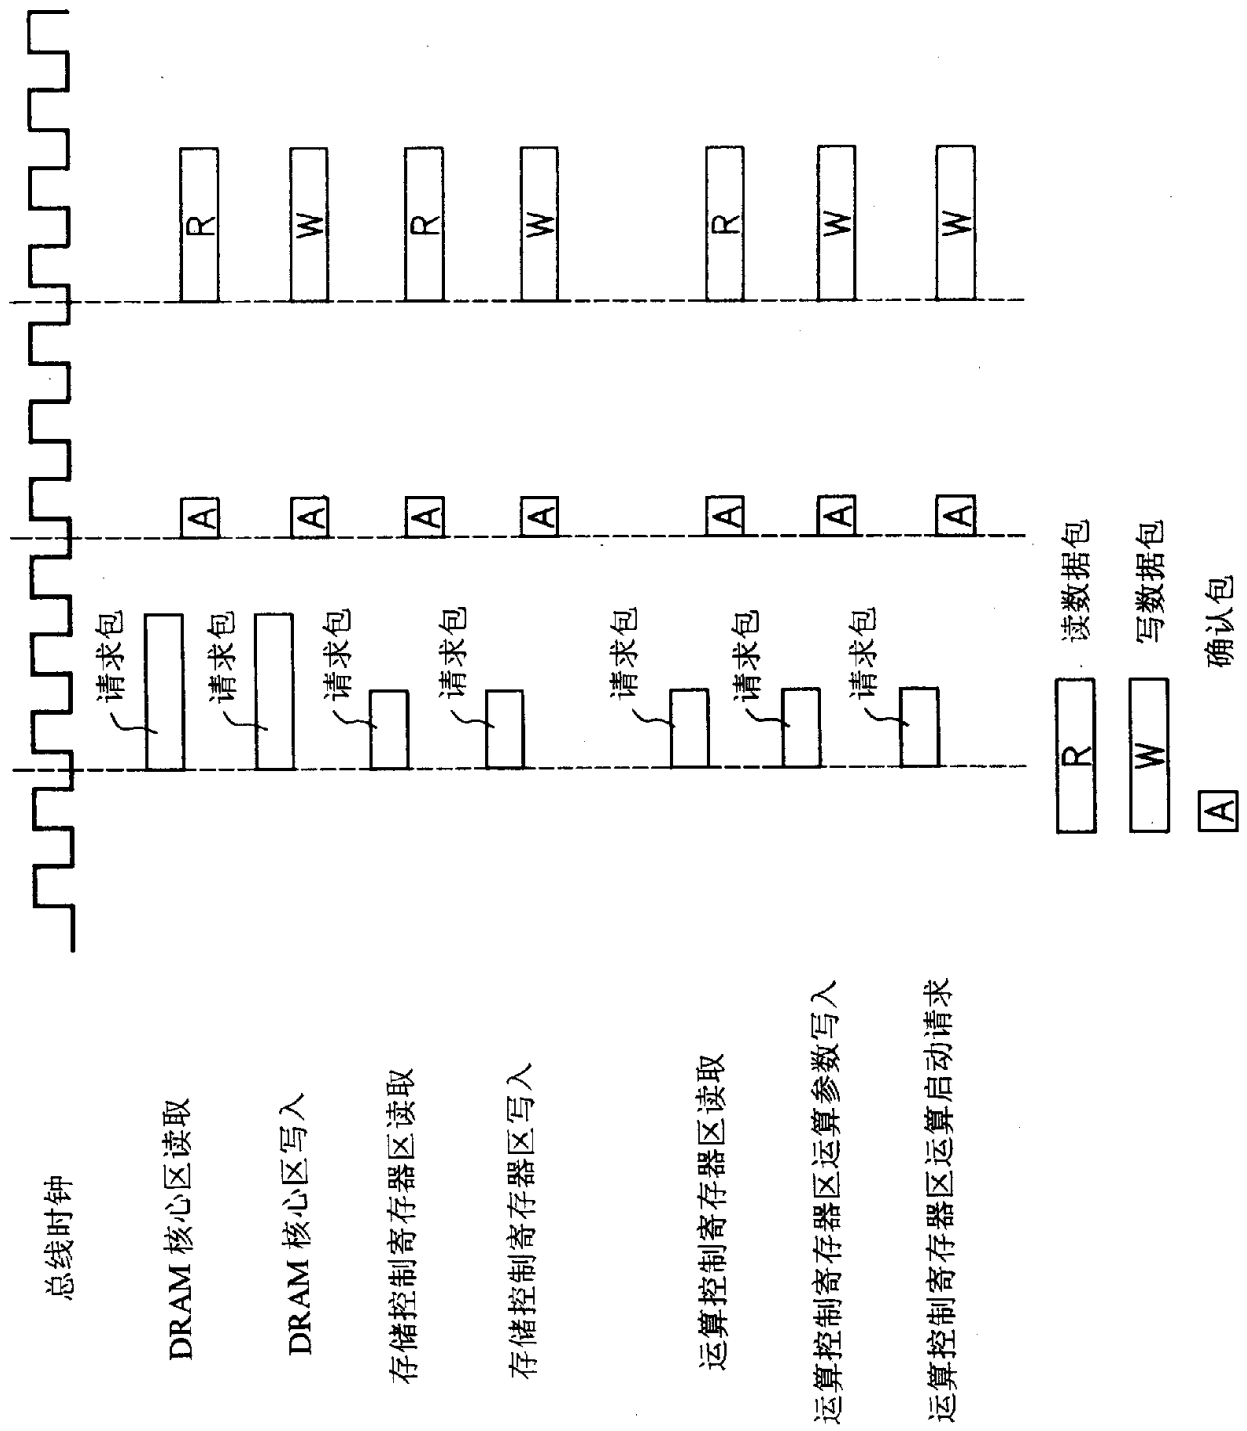 总线时钟
DRAM 核心区读取
请求包
A
R
DRAM 核心区写入
请求包
A
W
存储控制寄存器区读取
请求包
A
R
存储控制寄存器区写入
请求包
A
W
运算控制寄存器区读取
请求包
A
R
运算控制寄存器区运算参数写入
请求包
A
W
运算控制寄存器区运算启动请求
请求包
A
W
R 读数据包
W 写数据包
A 确认包